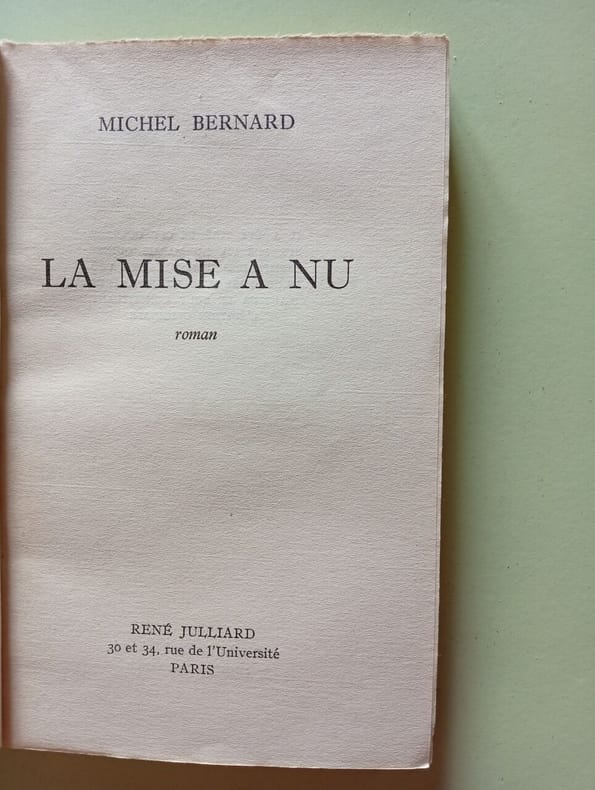 MICHEL BERNARD
LA MISE A NU
roman
RENÉ JULLIARD
30 et 34, rue de l'Université
PARIS